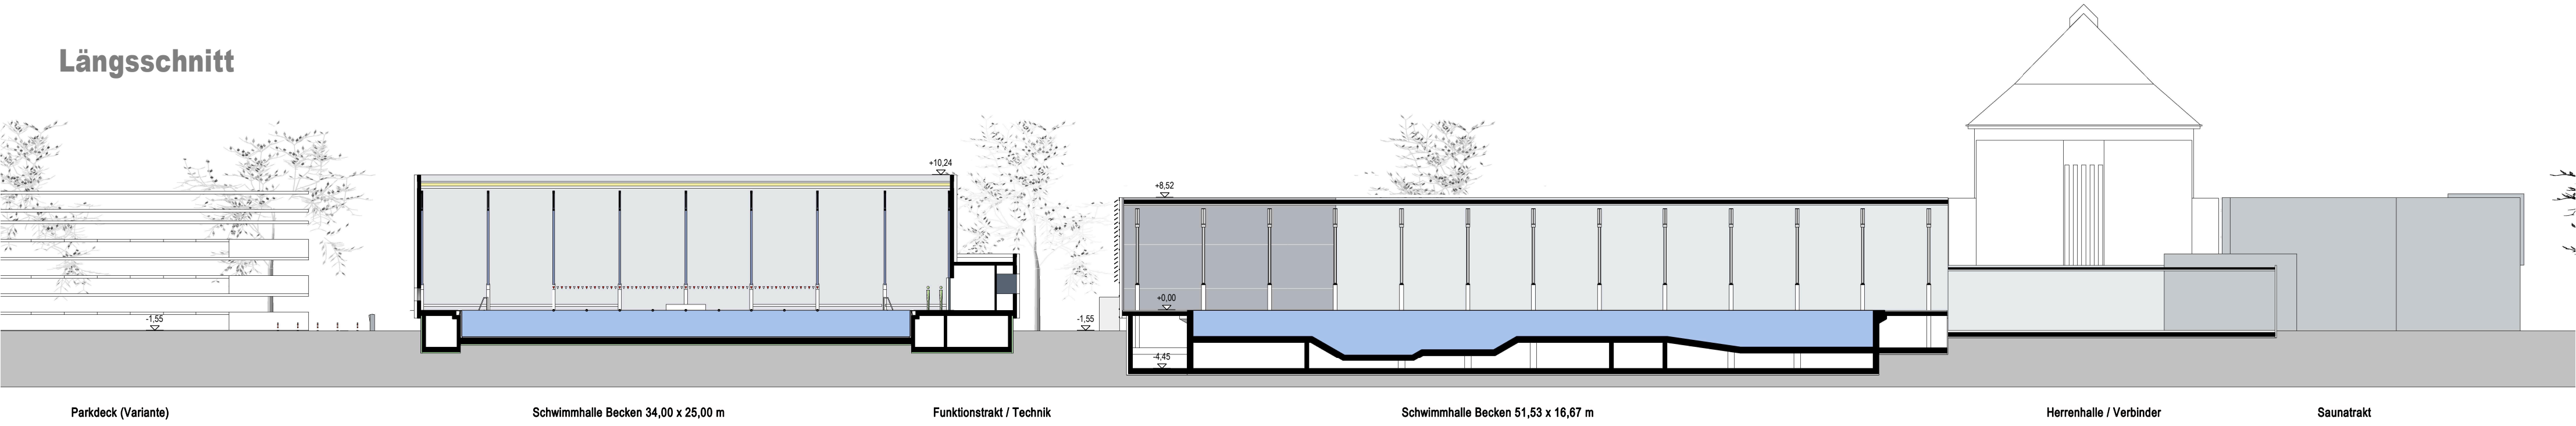 Längsschnitt
+10,24
+8,52
+0,00
-1,55
-1,55
-4,45
Parkdeck (Variante)
Schwimmhalle Becken 34,00 x 25,00 m
Funktionstrakt / Technik
Schwimmhalle Becken 51,53 x 16,67 m
Herrenhalle / Verbinder
Saunatrakt